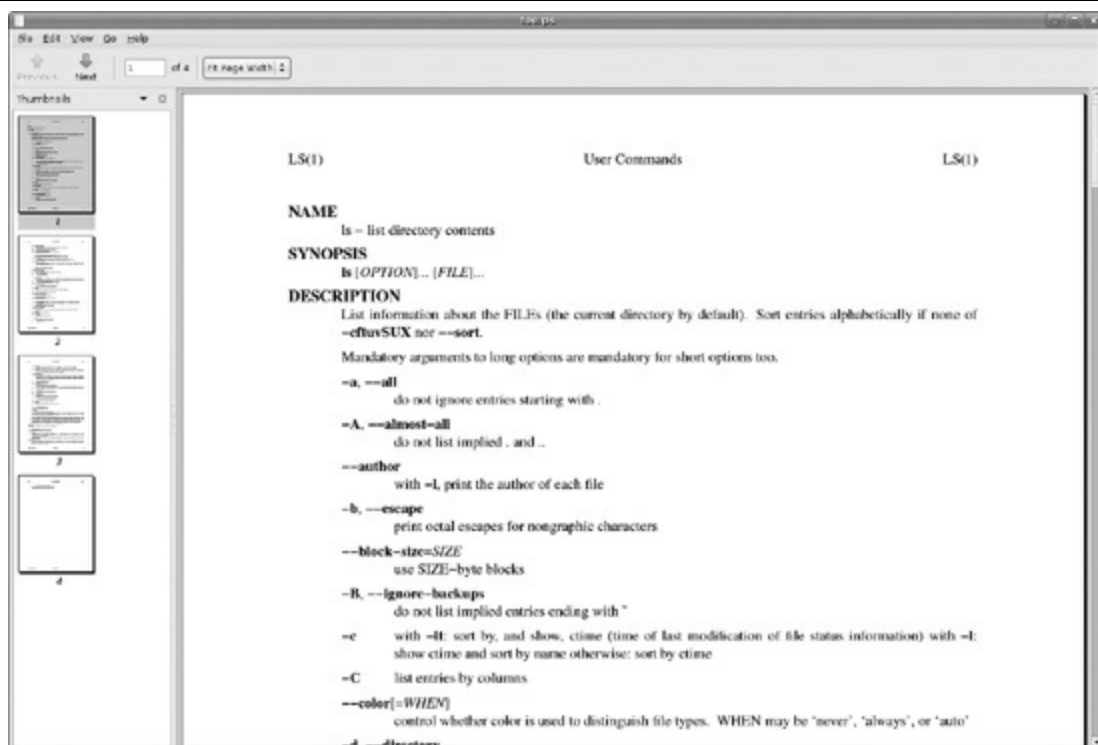 foo.ps
File Edit View Go Help
Previous Next 1 of 4 Fit Page Width
Thumbnails
1
2
3
4
LS(1) User Commands LS(1)
NAME
ls – list directory contents
SYNOPSIS
ls [OPTION]... [FILE]...
DESCRIPTION
List information about the FILEs (the current directory by default). Sort entries alphabetically if none of
–cftuvSUX nor ––sort.
Mandatory arguments to long options are mandatory for short options too.
–a, ––all
do not ignore entries starting with .
–A, ––almost–all
do not list implied . and ..
––author
with –l, print the author of each file
–b, ––escape
print octal escapes for nongraphic characters
––block–size=SIZE
use SIZE–byte blocks
–B, ––ignore–backups
do not list implied entries ending with ~
–c with –lt: sort by, and show, ctime (time of last modification of file status information) with –l:
show ctime and sort by name otherwise: sort by ctime
–C list entries by columns
––color[=WHEN]
control whether color is used to distinguish file types. WHEN may be ‘never’, ‘always’, or ‘auto’
–d, ––directory